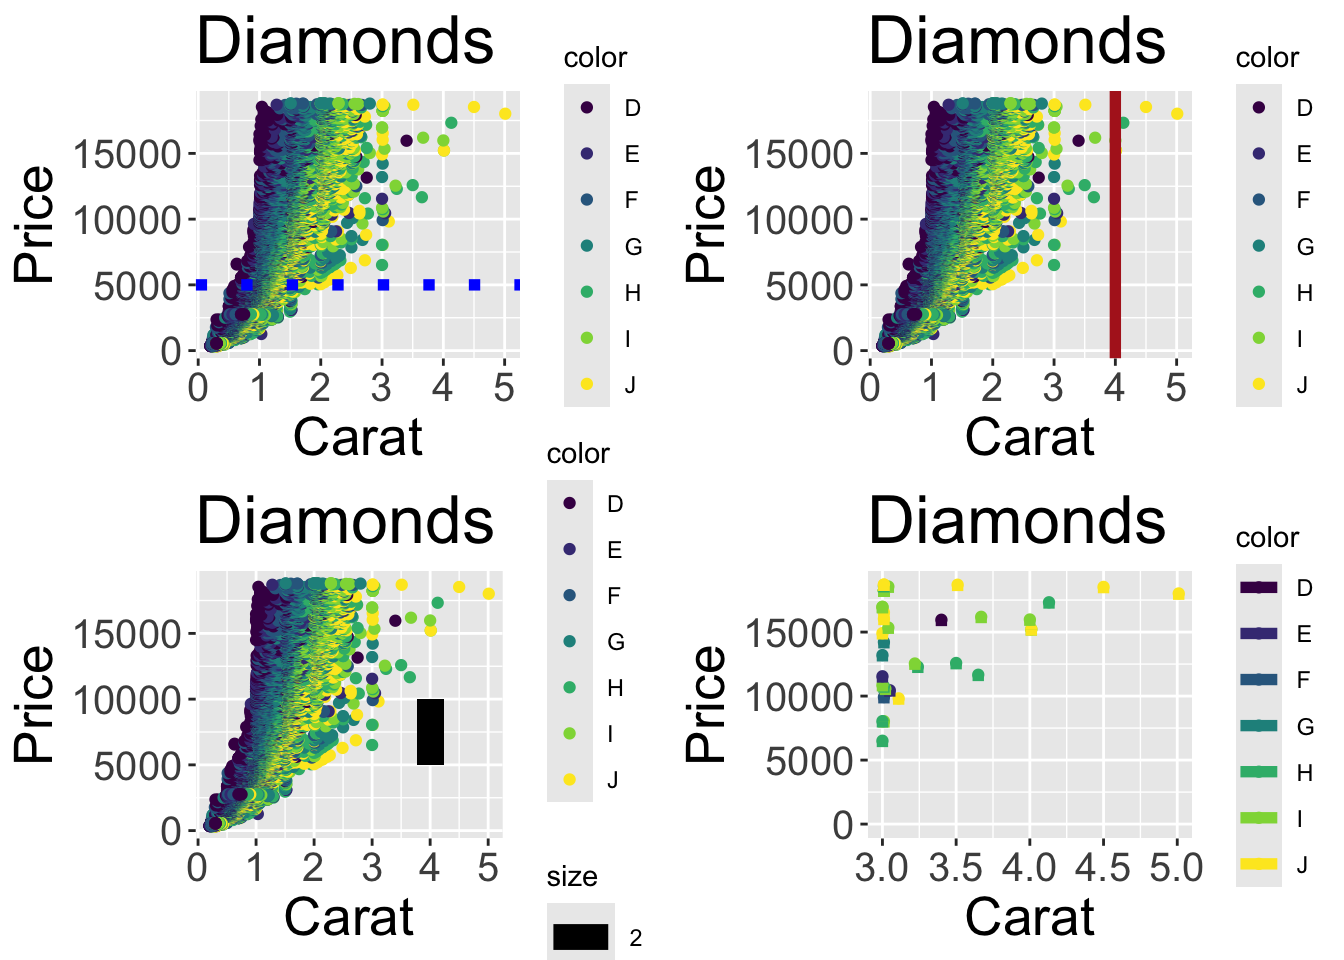 Diamonds
Price
15000
10000
5000
0
0 1 2 3 4 5
Carat
color
D
E
F
G
H
I
J
Diamonds
Price
15000
10000
5000
0
0 1 2 3 4 5
Carat
color
D
E
F
G
H
I
J
Diamonds
Price
15000
10000
5000
0
0 1 2 3 4 5
Carat
color
D
E
F
G
H
I
J
size
2
Diamonds
Price
15000
10000
5000
0
3.0 3.5 4.0 4.5 5.0
Carat
color
D
E
F
G
H
I
J